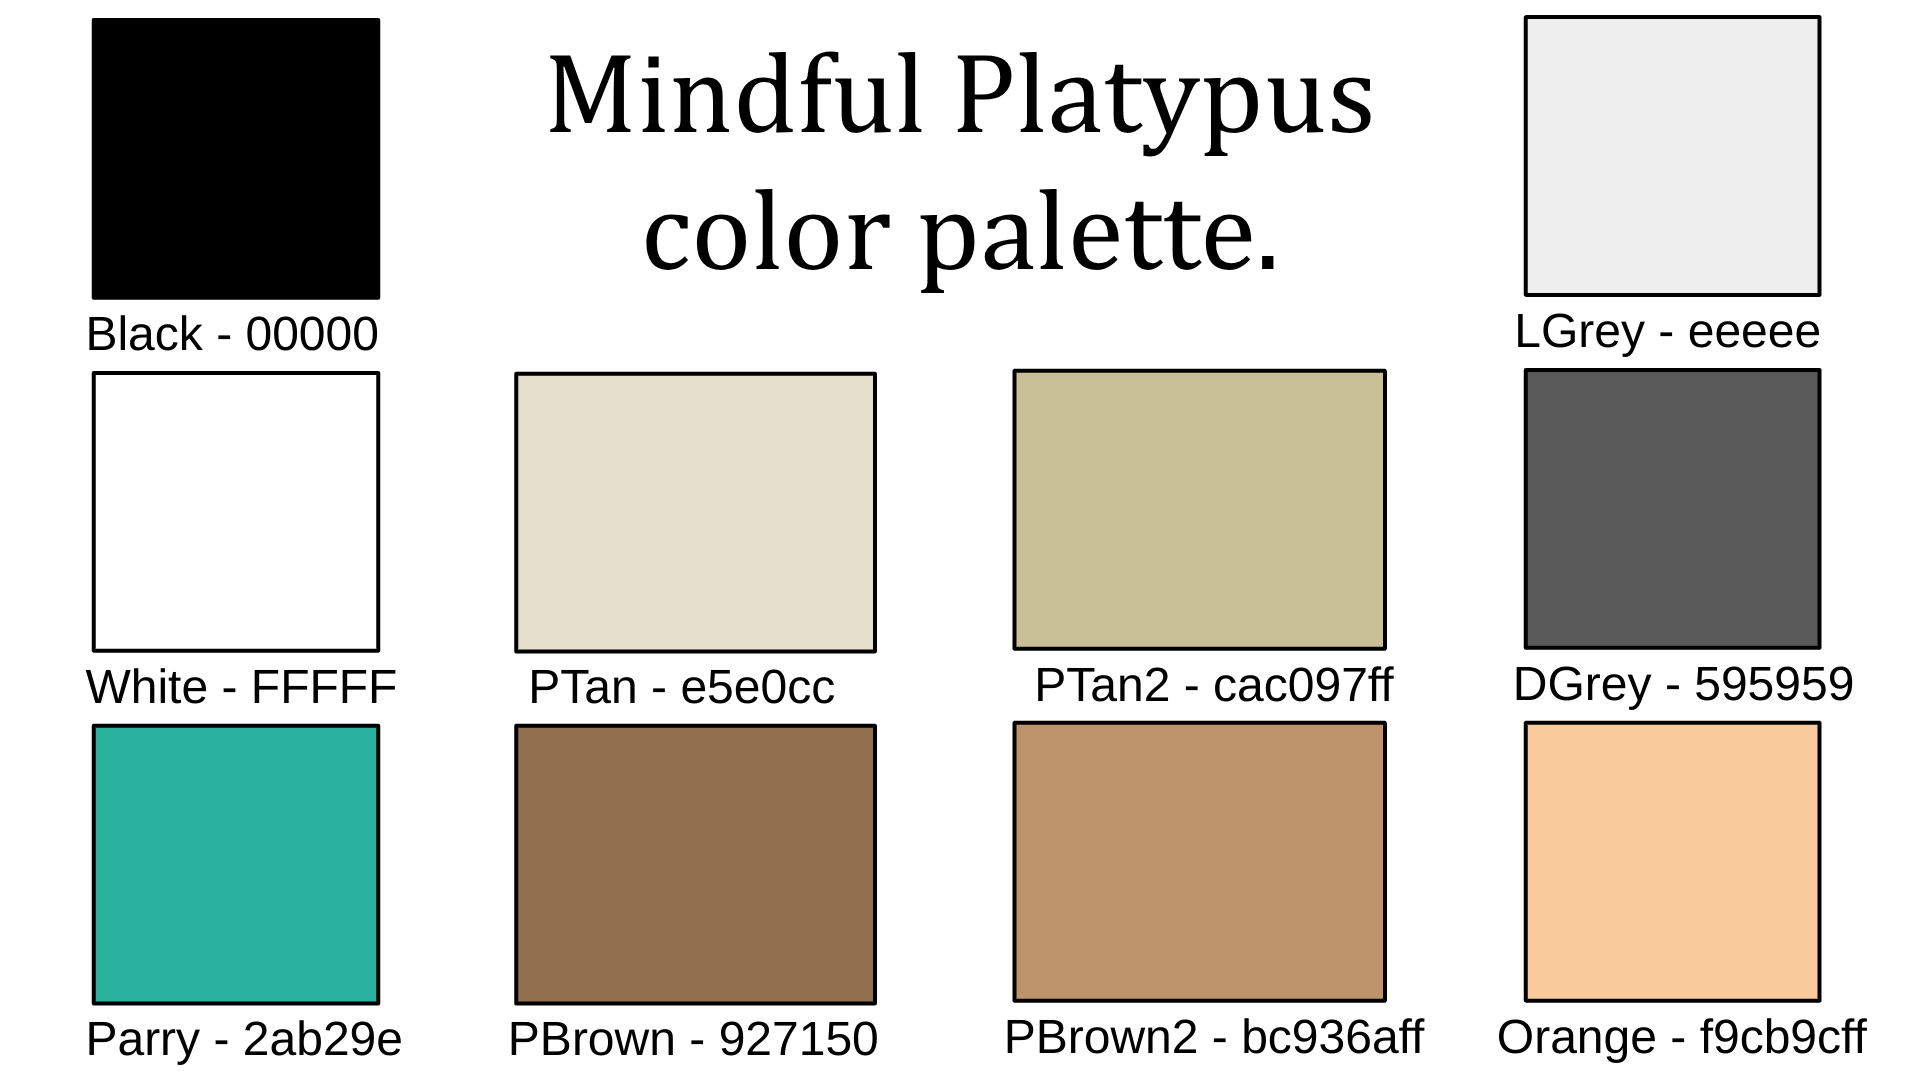 Mindful Platypus
color palette.
Black - 00000
LGrey - eeeee
White - FFFFF
PTan - e5e0cc
PTan2 - cac097ff
DGrey - 595959
Parry - 2ab29e
PBrown - 927150
PBrown2 - bc936aff
Orange - f9cb9cff